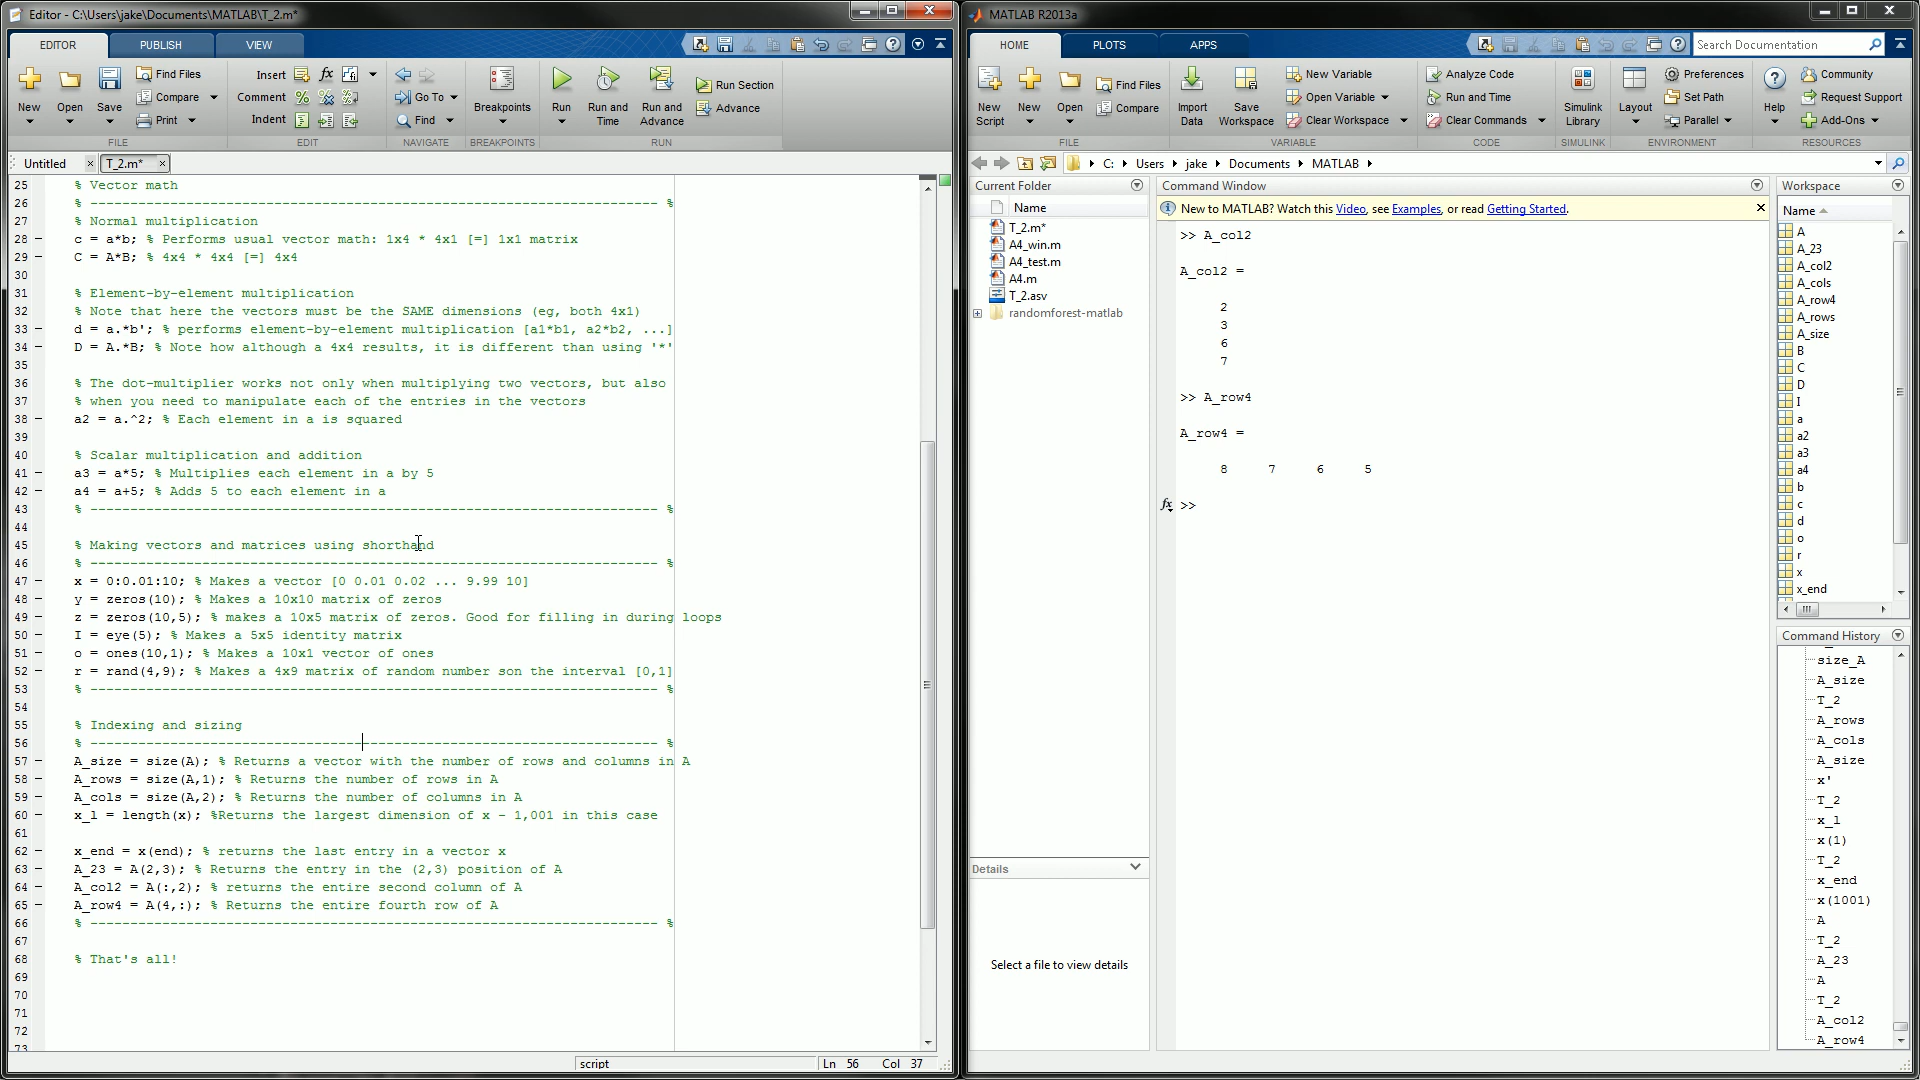 Editor - C:\Users\jake\Documents\MATLAB\T_2.m*
EDITOR PUBLISH VIEW
New
Open
Save
Find Files
Compare
Print
FILE
Insert
Comment
Indent
EDIT
Go To
Find
NAVIGATE
Breakpoints
BREAKPOINTS
Run
Run and Time
Run and Advance
Run Section
Advance
RUN
Untitled
T_2.m*
25 % Vector math
26 % ----------------------------------------------------------------------- %
27 % Normal multiplication
28 – c = a*b; % Performs usual vector math: 1x4 * 4x1 [=] 1x1 matrix
29 – C = A*B; % 4x4 * 4x4 [=] 4x4
30
31 % Element-by-element multiplication
32 % Note that here the vectors must be the SAME dimensions (eg, both 4x1)
33 – d = a.*b'; % performs element-by-element multiplication [a1*b1, a2*b2, ...]
34 – D = A.*B; % Note how although a 4x4 results, it is different than using '*'
35
36 % The dot-multiplier works not only when multiplying two vectors, but also
37 % when you need to manipulate each of the entries in the vectors
38 – a2 = a.^2; % Each element in a is squared
39
40 % Scalar multiplication and addition
41 – a3 = a*5; % Multiplies each element in a by 5
42 – a4 = a+5; % Adds 5 to each element in a
43 % ----------------------------------------------------------------------- %
44
45 % Making vectors and matrices using shorthand
46 % ----------------------------------------------------------------------- %
47 – x = 0:0.01:10; % Makes a vector [0 0.01 0.02 ... 9.99 10]
48 – y = zeros(10); % Makes a 10x10 matrix of zeros
49 – z = zeros(10,5); % makes a 10x5 matrix of zeros. Good for filling in during loops
50 – I = eye(5); % Makes a 5x5 identity matrix
51 – o = ones(10,1); % Makes a 10x1 vector of ones
52 – r = rand(4,9); % Makes a 4x9 matrix of random number son the interval [0,1]
53 % ----------------------------------------------------------------------- %
54
55 % Indexing and sizing
56 % ----------------------------------------------------------------------- %
57 – A_size = size(A); % Returns a vector with the number of rows and columns in A
58 – A_rows = size(A,1); % Returns the number of rows in A
59 – A_cols = size(A,2); % Returns the number of columns in A
60 – x_l = length(x); %Returns the largest dimension of x - 1,001 in this case
61
62 – x_end = x(end); % returns the last entry in a vector x
63 – A_23 = A(2,3); % Returns the entry in the (2,3) position of A
64 – A_col2 = A(:,2); % returns the entire second column of A
65 – A_row4 = A(4,:); % Returns the entire fourth row of A
66 % ----------------------------------------------------------------------- %
67
68 % That's all!
69
70
71
72
73
script Ln 56 Col 37
MATLAB R2013a
HOME PLOTS APPS
Search Documentation
New Script
New
Open
Find Files
Compare
FILE
Import Data
Save Workspace
New Variable
Open Variable
Clear Workspace
VARIABLE
Analyze Code
Run and Time
Clear Commands
CODE
Simulink Library
SIMULINK
Layout
Preferences
Set Path
Parallel
ENVIRONMENT
Help
Community
Request Support
Add-Ons
RESOURCES
C: Users jake Documents MATLAB
Current Folder
Name
T_2.m*
A4_win.m
A4_test.m
A4.m
T_2.asv
randomforest-matlab
Details
Select a file to view details
Command Window
New to MATLAB? Watch this Video, see Examples, or read Getting Started.
>> A_col2
A_col2 =
2
3
6
7
>> A_row4
A_row4 =
8 7 6 5
fx >>
Workspace
Name
A
A_23
A_col2
A_cols
A_row4
A_rows
A_size
B
C
D
I
a
a2
a3
a4
b
c
d
o
r
x
x_end
Command History
size_A
A_size
T_2
A_rows
A_cols
A_size
x'
T_2
x_l
x(1)
T_2
x_end
x(1001)
A
T_2
A_23
A
T_2
A_col2
A_row4